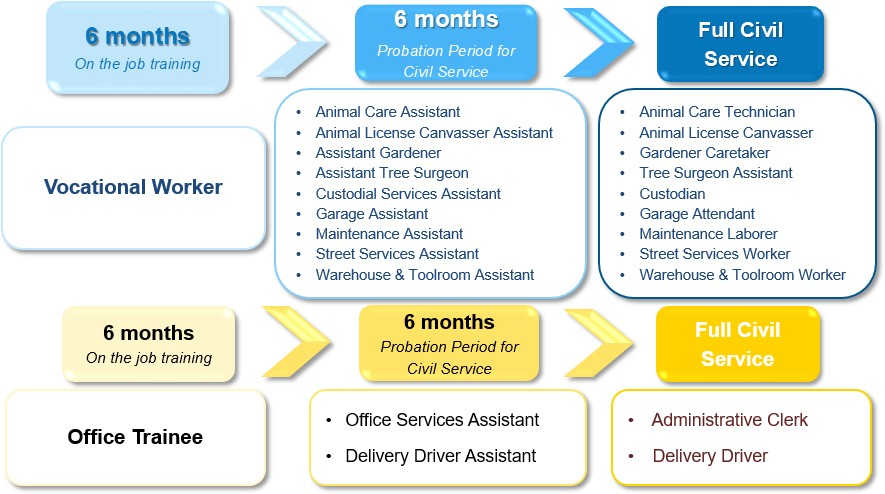 6 months
On the job training
6 months
Probation Period for
Civil Service
Full Civil
Service
Vocational Worker
• Animal Care Assistant
• Animal License Canvasser Assistant
• Assistant Gardener
• Assistant Tree Surgeon
• Custodial Services Assistant
• Garage Assistant
• Maintenance Assistant
• Street Services Assistant
• Warehouse & Toolroom Assistant
• Animal Care Technician
• Animal License Canvasser
• Gardener Caretaker
• Tree Surgeon Assistant
• Custodian
• Garage Attendant
• Maintenance Laborer
• Street Services Worker
• Warehouse & Toolroom Worker
6 months
On the job training
6 months
Probation Period for
Civil Service
Full Civil
Service
Office Trainee
• Office Services Assistant
• Delivery Driver Assistant
• Administrative Clerk
• Delivery Driver